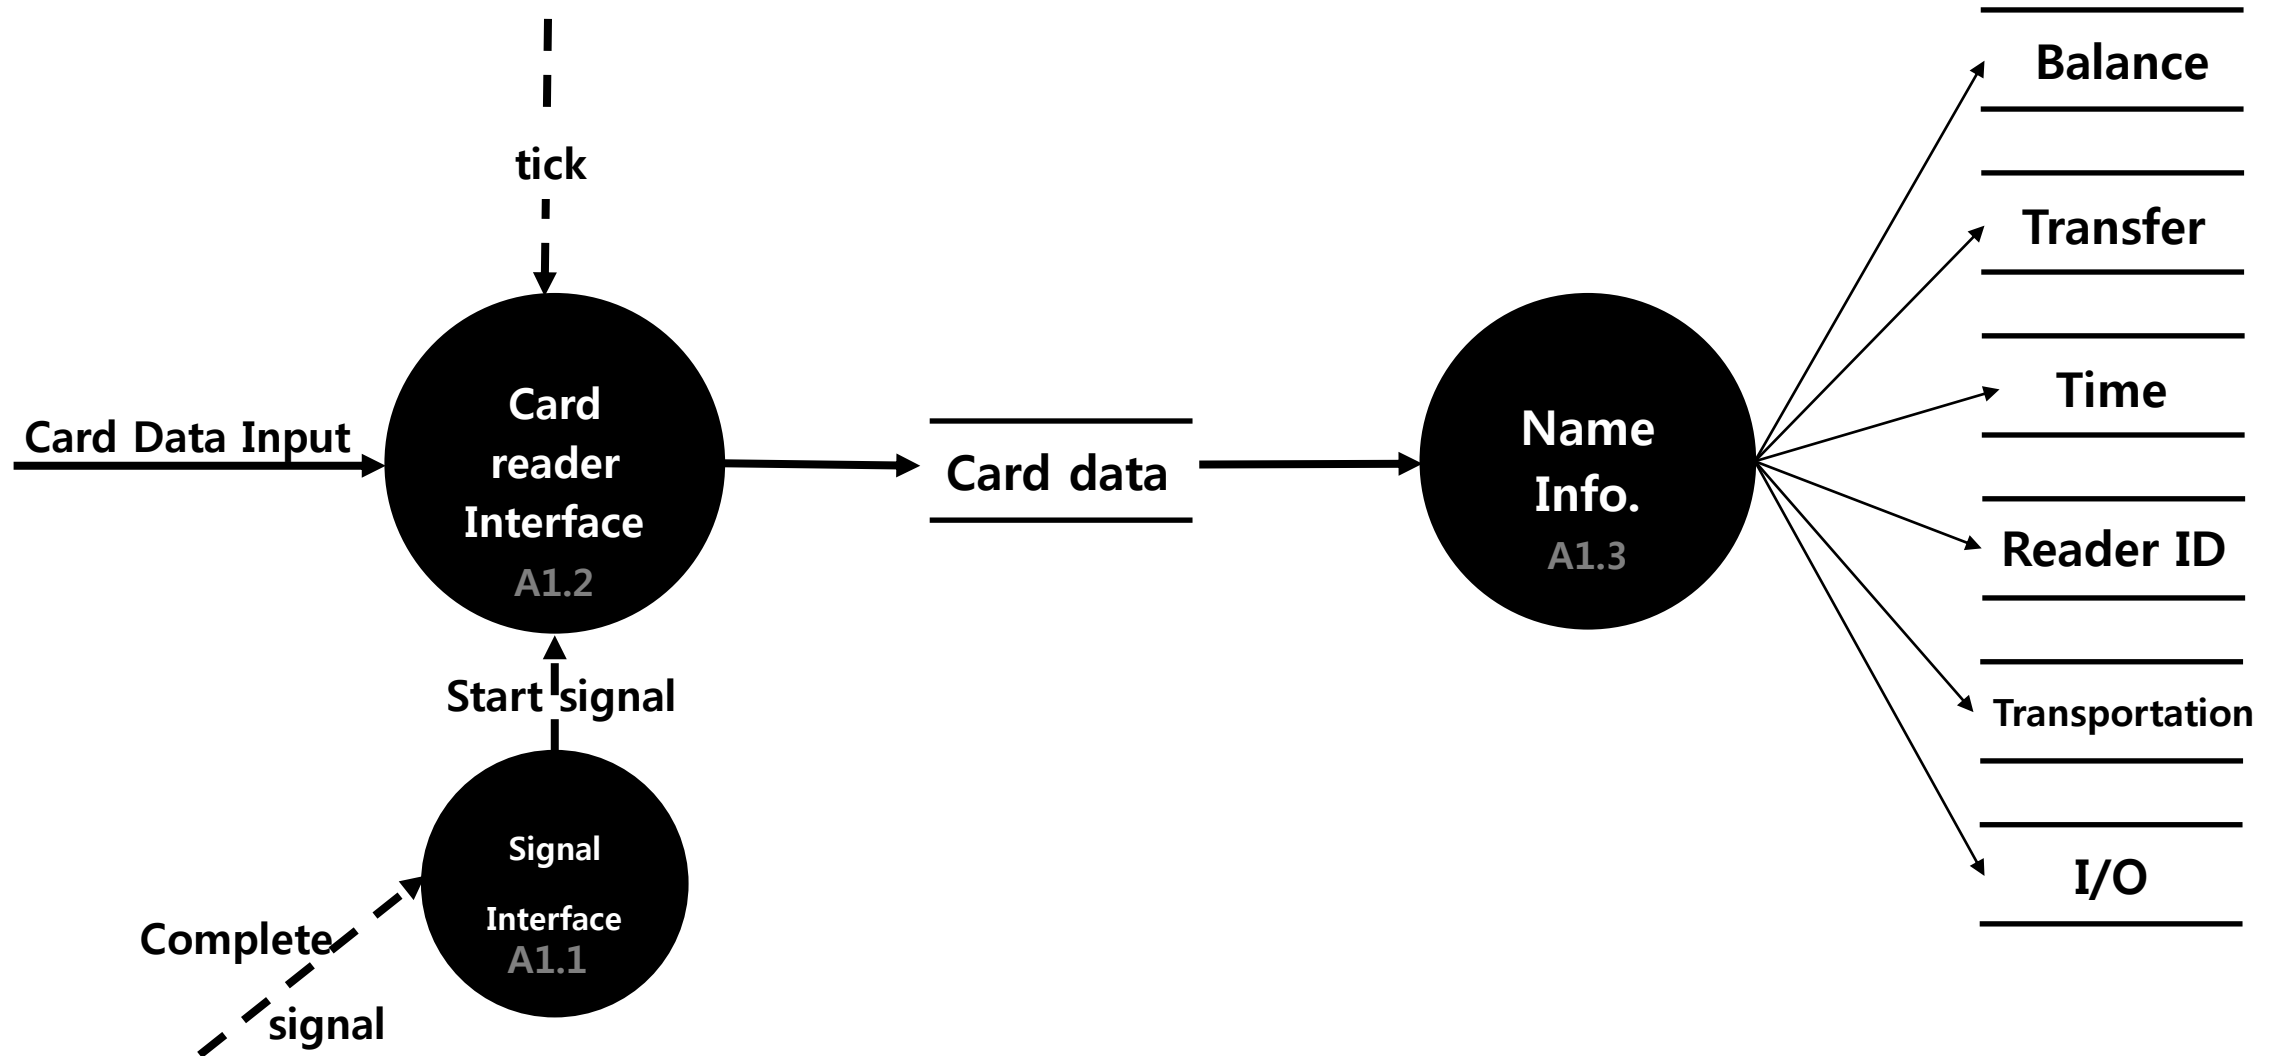 tick
Card Data Input
Card
reader
Interface
A1.2
Start signal
Signal
Interface
A1.1
Complete
signal
Card data
Name
Info.
A1.3
Balance
Transfer
Time
Reader ID
Transportation
I/O